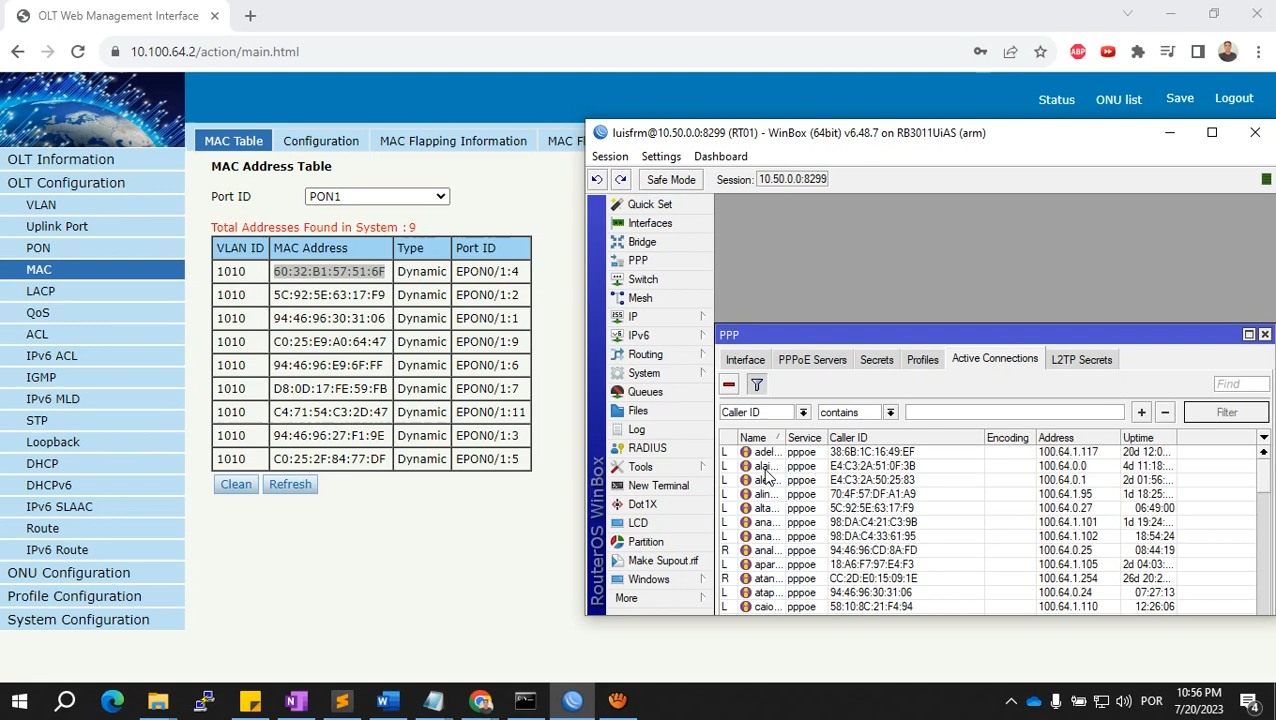 OLT Web Management Interface
10.100.64.2/action/main.html
ABP
Status ONU list Save Logout
MAC Table Configuration MAC Flapping Information MAC Fl
OLT Information
OLT Configuration
VLAN
Uplink Port
PON
MAC
LACP
QoS
ACL
IPv6 ACL
IGMP
IPv6 MLD
STP
Loopback
DHCP
DHCPv6
IPv6 SLAAC
Route
IPv6 Route
ONU Configuration
Profile Configuration
System Configuration
MAC Address Table
Port ID PON1
Total Addresses Found in System : 9
VLAN ID MAC Address Type Port ID
1010 60:32:B1:57:51:6F Dynamic EPON0/1:4
1010 5C:92:5E:63:17:F9 Dynamic EPON0/1:2
1010 94:46:96:30:31:06 Dynamic EPON0/1:1
1010 C0:25:E9:A0:64:47 Dynamic EPON0/1:9
1010 94:46:96:E9:6F:FF Dynamic EPON0/1:6
1010 D8:0D:17:FE:59:FB Dynamic EPON0/1:7
1010 C4:71:54:C3:2D:47 Dynamic EPON0/1:11
1010 94:46:96:27:F1:9E Dynamic EPON0/1:3
1010 C0:25:2F:84:77:DF Dynamic EPON0/1:5
Clean Refresh
luisfrm@10.50.0.0:8299 (RT01) - WinBox (64bit) v6.48.7 on RB3011UiAS (arm)
Session Settings Dashboard
Safe Mode Session: 10.50.0.0:8299
RouterOS WinBox
Quick Set
Interfaces
Bridge
PPP
Switch
Mesh
IP
IPv6
Routing
System
Queues
Files
Log
RADIUS
Tools
New Terminal
Dot1X
LCD
Partition
Make Supout.rif
Windows
More
PPP
Interface PPPoE Servers Secrets Profiles Active Connections L2TP Secrets
Find
Caller ID contains Filter
Name Service Caller ID Encoding Address Uptime
L adel... pppoe 38:6B:1C:16:49:EF 100.64.1.117 20d 12:0...
L alai... pppoe E4:C3:2A:51:0F:3B 100.64.0.0 4d 11:18:...
L pppoe E4:C3:2A:50:25:83 100.64.1.100 2d 01:56:...
L alin... pppoe 70:4F:57:DF:A1:A9 100.64.1.95 1d 18:25:...
L alta... pppoe 5C:92:5E:63:17:F9 100.64.0.27 06:49:00
L ana... pppoe 98:DA:C4:21:C3:9B 100.64.1.101 1d 19:24:...
L ana... pppoe 98:DA:C4:33:61:95 100.64.1.102 18:54:24
R anal... pppoe 94:46:96:CD:8A:FD 100.64.0.25 08:44:19
L apar... pppoe 18:A6:F7:97:E4:F3 100.64.1.105 2d 04:03:...
R atan... pppoe CC:2D:E0:15:09:1E 100.64.1.254 26d 20:2...
L atap... pppoe 94:46:96:30:31:06 100.64.0.24 07:27:13
L caio... pppoe 58:10:8C:21:F4:94 100.64.1.110 12:26:06
POR
10:56 PM
7/20/2023
4